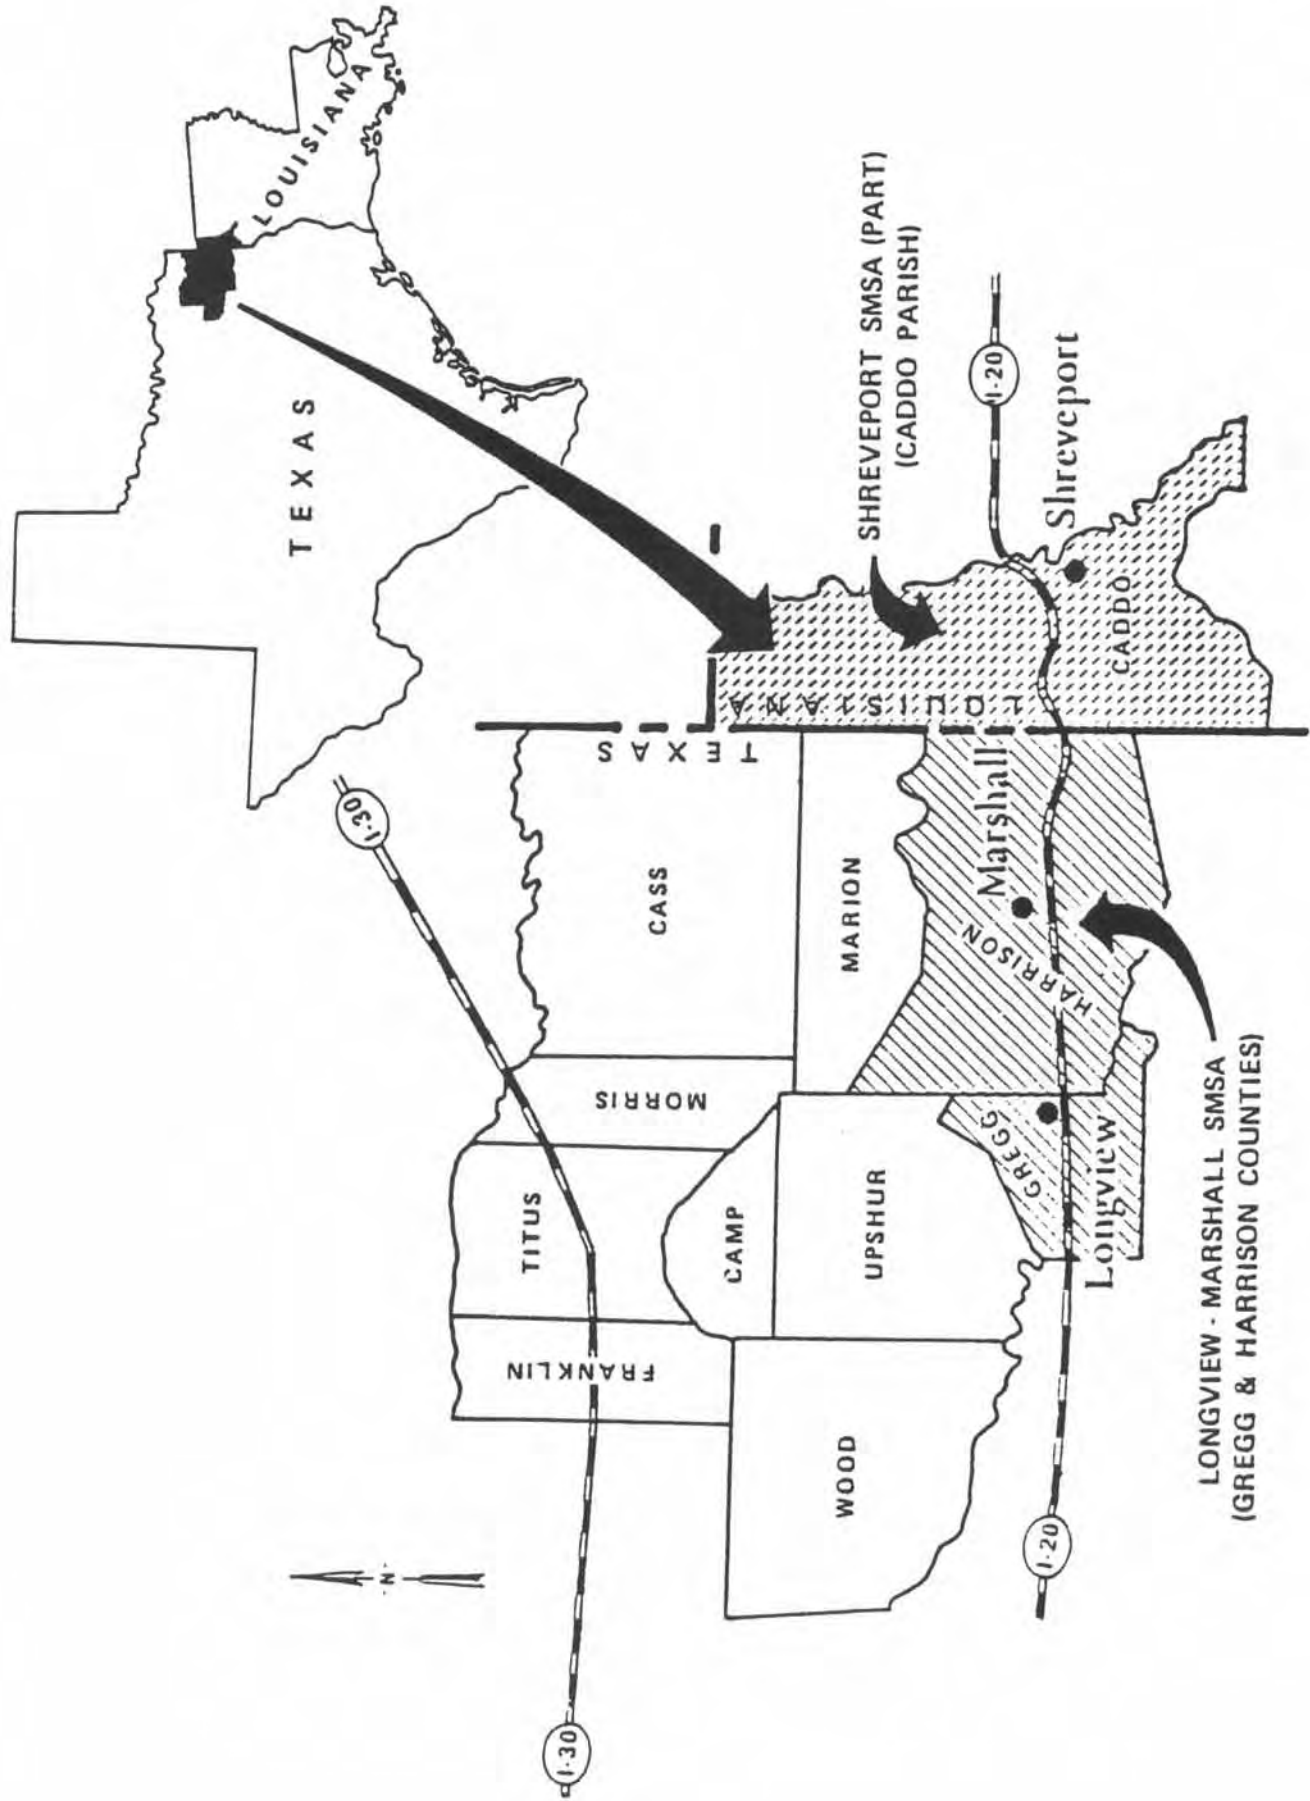 LOUISIANA
TEXAS
I-30
TEXAS
LOUISIANA
SHREVEPORT SMSA (PART)
(CADDO PARISH)
I-20
Shreveport
CADDO
CASS
MARION
Marshall
HARRISON
MORRIS
TITUS
CAMP
UPSHUR
GREGG
Longview
FRANKLIN
WOOD
N
I-30
I-20
LONGVIEW - MARSHALL SMSA
(GREGG & HARRISON COUNTIES)